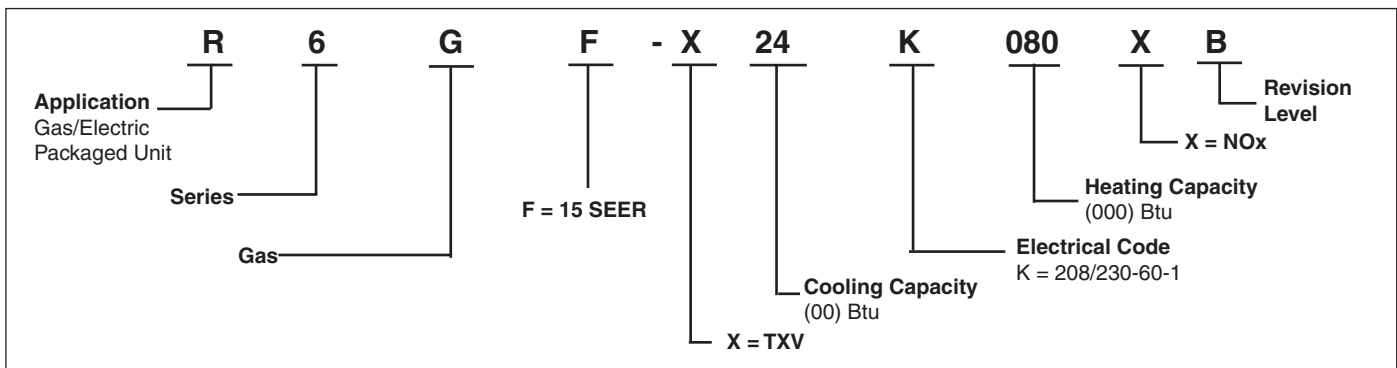 R 6 G F - X 24 K 080 X B
Application
Gas/Electric
Packaged Unit
Series
Gas
F = 15 SEER
X = TXV
Cooling Capacity
(00) Btu
Electrical Code
K = 208/230-60-1
Heating Capacity
(000) Btu
X = NOx
Revision
Level